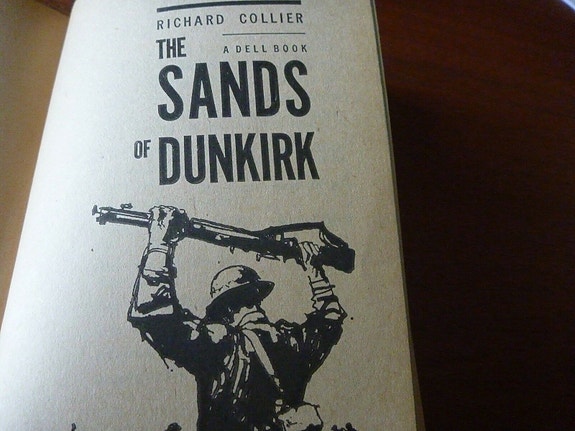 RICHARD COLLIER
A DELL BOOK
THE
SANDS
OF DUNKIRK